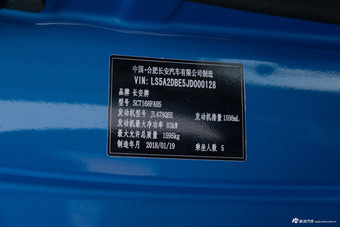 中国·合肥长安汽车有限公司制造
VIN: LS5A2DBE5JD000128
品牌 长安牌
型号 SC7168FAH5
发动机型号 JL478QEE 发动机排量 1598mL
发动机最大净功率 83kW
最大允许总质量 1595kg
制造年月 2018/01/19 乘坐人数 5